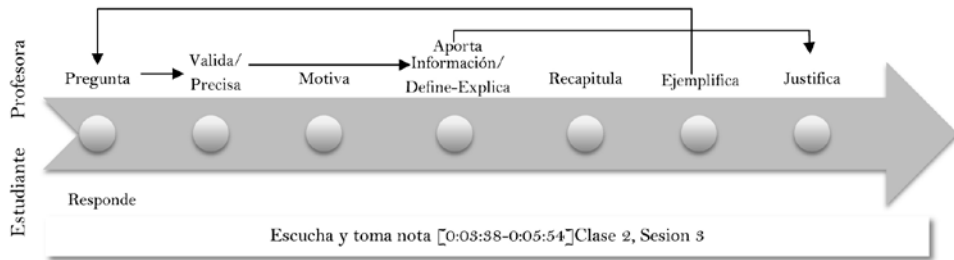 Profesora
Pregunta
Valida/
Precisa
Motiva
Aporta
Información/
Define-Explica
Recapitula
Ejemplifica
Justifica
Estudiante
Responde
Escucha y toma nota [0:03:38-0:05:54]Clase 2, Sesion 3